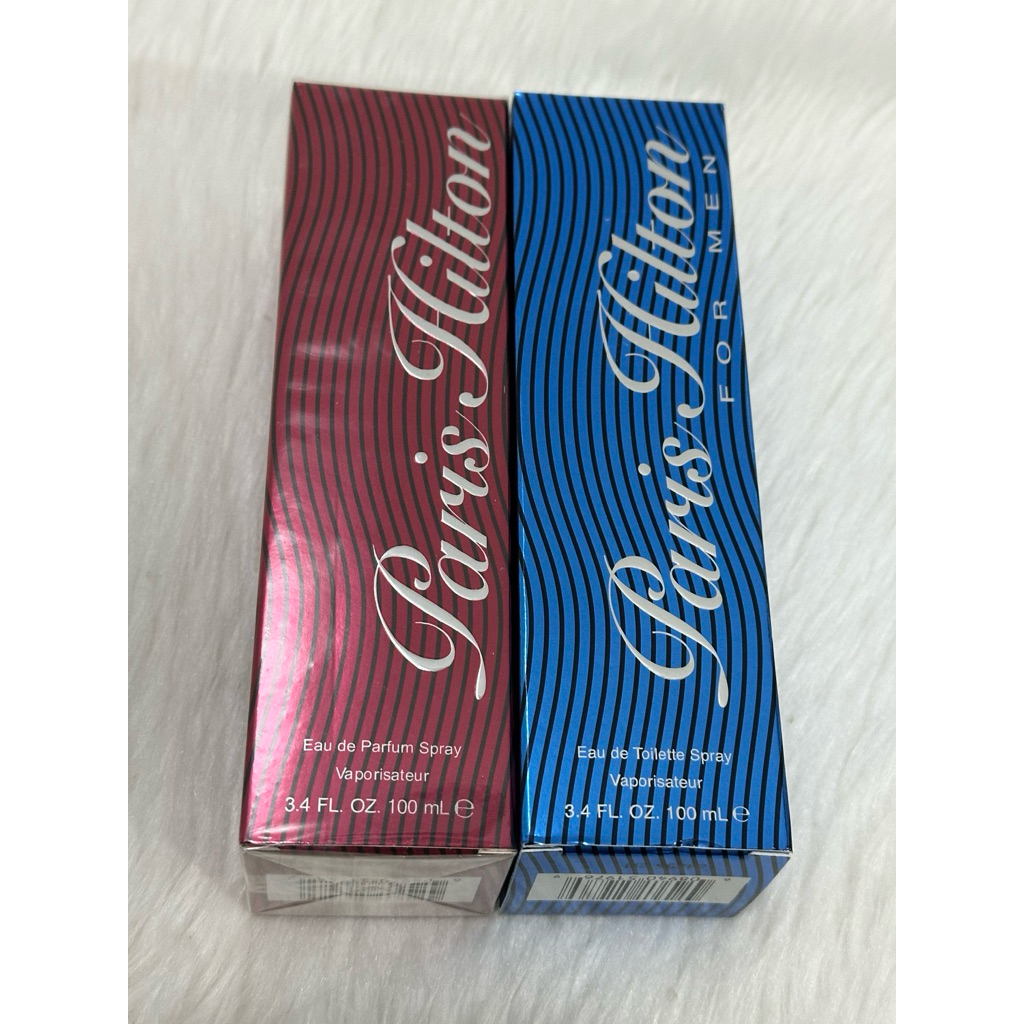 Paris Hilton
Eau de Parfum Spray
Vaporisateur
3.4 FL. OZ. 100 mL ℮
Paris Hilton
FOR MEN
Eau de Toilette Spray
Vaporisateur
3.4 FL. OZ. 100 mL ℮